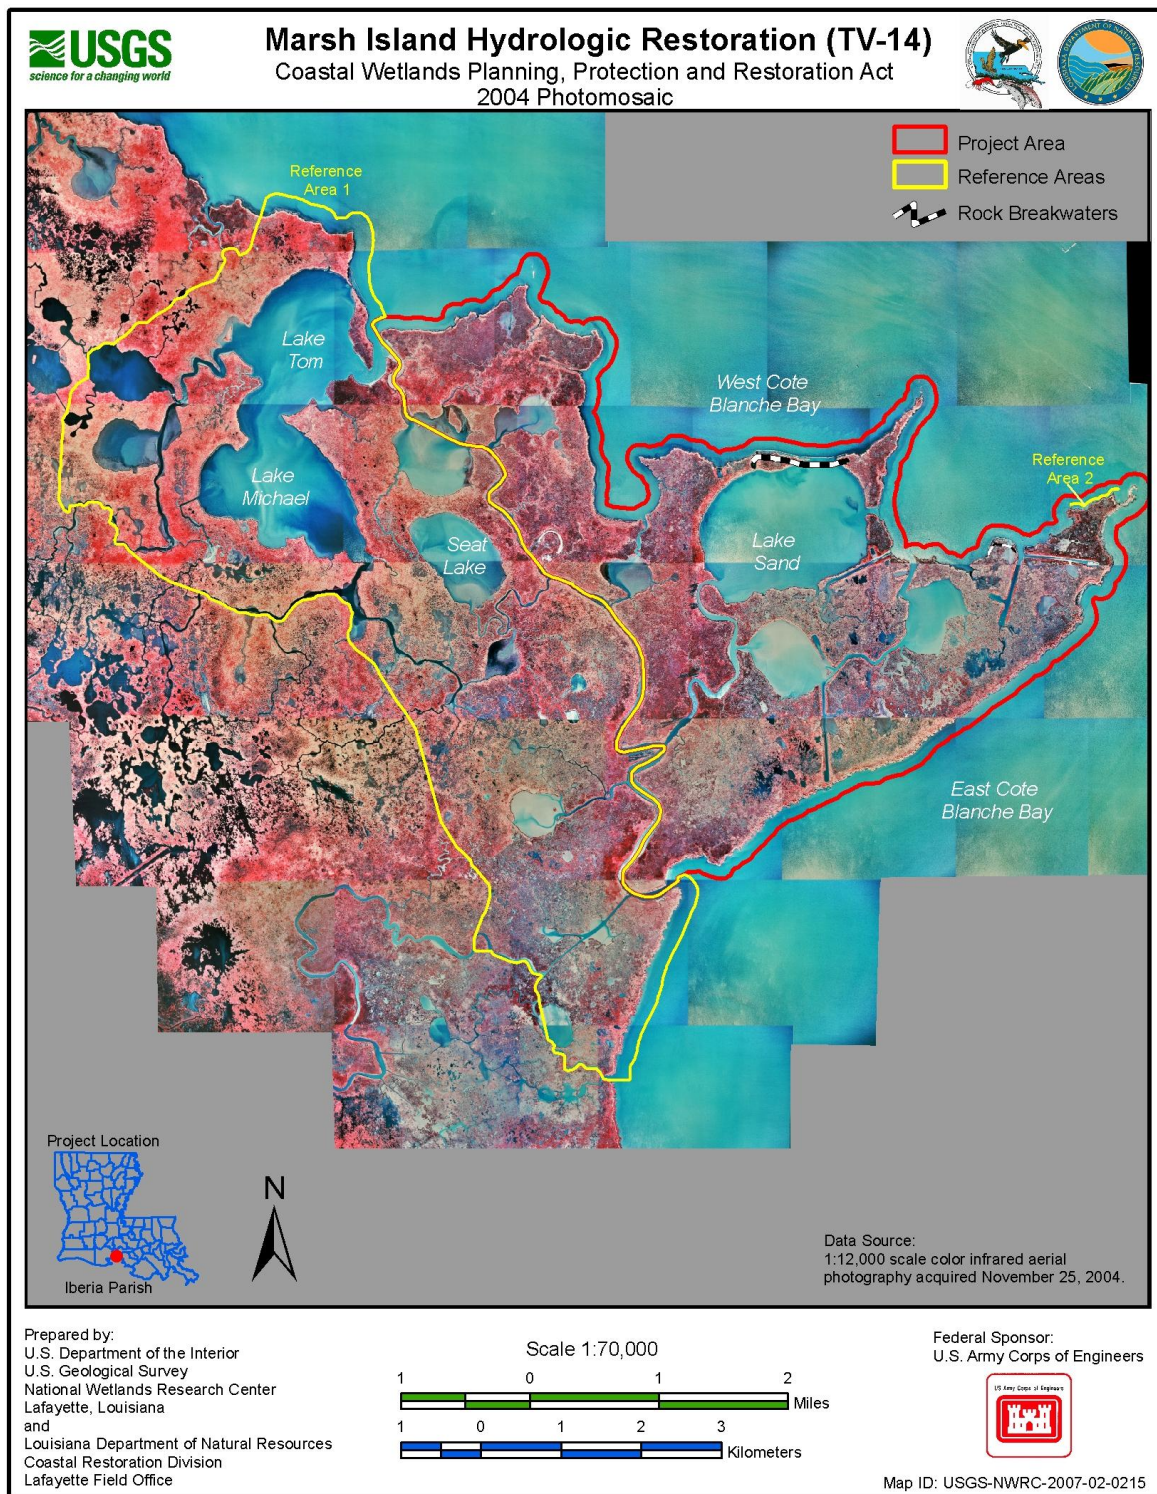 USGS
science for a changing world
Marsh Island Hydrologic Restoration (TV-14)
Coastal Wetlands Planning, Protection and Restoration Act
2004 Photomosaic
Project Area
Reference Areas
Rock Breakwaters
Reference
Area 1
Lake
Tom
West Cote
Blanche Bay
Reference
Area 2
Lake
Michael
Seat
Lake
Lake
Sand
East Cote
Blanche Bay
Project Location
Iberia Parish
N
Data Source:
1:12,000 scale color infrared aerial
photography acquired November 25, 2004.
Prepared by:
U.S. Department of the Interior
U.S. Geological Survey
National Wetlands Research Center
Lafayette, Louisiana
and
Louisiana Department of Natural Resources
Coastal Restoration Division
Lafayette Field Office
Scale 1:70,000
1 0 1 2
Miles
1 0 1 2 3
Kilometers
Federal Sponsor:
U.S. Army Corps of Engineers
US Army Corps of Engineers
Map ID: USGS-NWRC-2007-02-0215